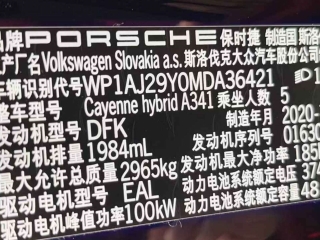 品牌 PORSCHE 保时捷 制造国 斯洛
产厂名 Volkswagen Slovakia a.s. 斯洛伐克大众汽车股份公司
辆识别代号 WP1AJ29Y0MDA36421
整车型号 Cayenne hybrid A341 乘坐人数 5
发动机型号 DFK 制造年月 2020-
发动机排量 1984mL 发动机号 01630
最大允许总质量 2965kg 发动机最大净功率 185
驱动电机型号 EAL 动力电池系统额定电压 37
驱动电机峰值功率 100kW 动力电池系统额定容量 48